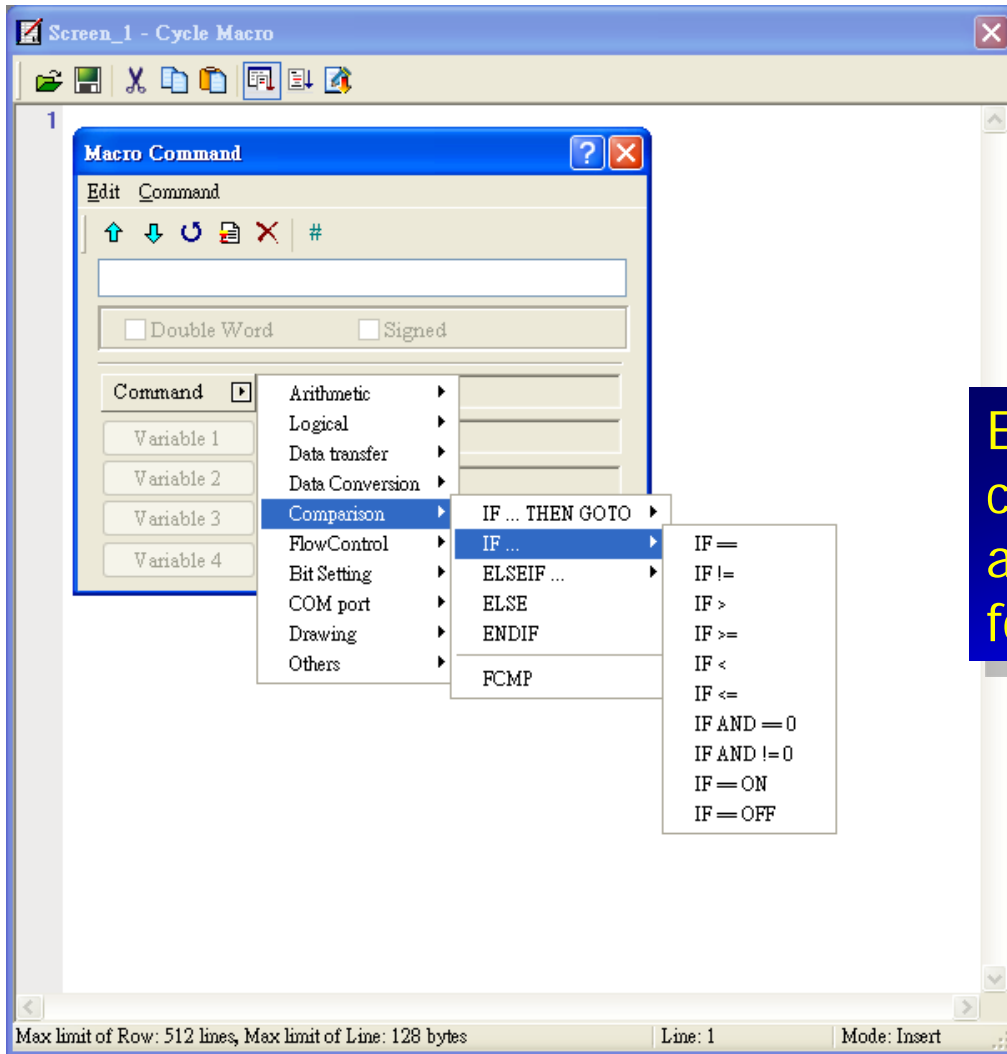 Screen_1 - Cycle Macro
1
Macro Command
Edit Command
#
Double Word Signed
Command
Variable 1
Variable 2
Variable 3
Variable 4
Arithmetic
Logical
Data transfer
Data Conversion
Comparison
FlowControl
Bit Setting
COM port
Drawing
Others
IF ... THEN GOTO
IF ...
ELSEIF ...
ELSE
ENDIF
FCMP
IF ==
IF !=
IF >
IF >=
IF <
IF <=
IF AND == 0
IF AND != 0
IF == ON
IF == OFF
Max limit of Row: 512 lines, Max limit of Line: 128 bytes
Line: 1
Mode: Insert